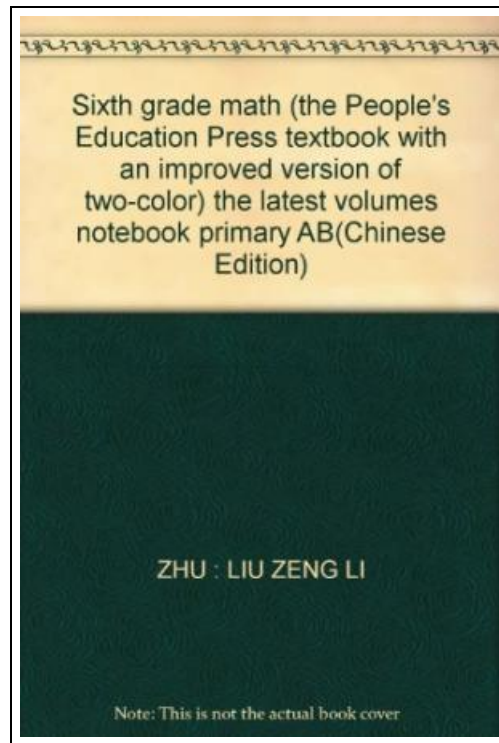 Sixth grade math (the People's
Education Press textbook with
an improved version of
two-color) the latest volumes
notebook primary AB(Chinese
Edition)
ZHU : LIU ZENG LI
Note: This is not the actual book cover